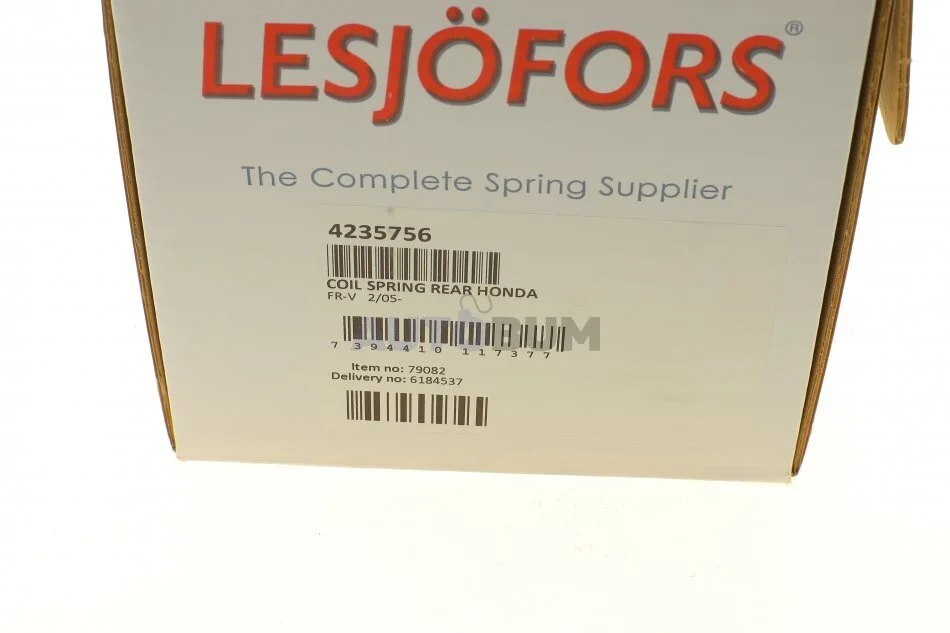 LESJÖFORS®
The Complete Spring Supplier
4235756
COIL SPRING REAR HONDA
FR-V 2/05-
AUTOBUM
7 394410 117377
Item no: 79082
Delivery no: 6184537